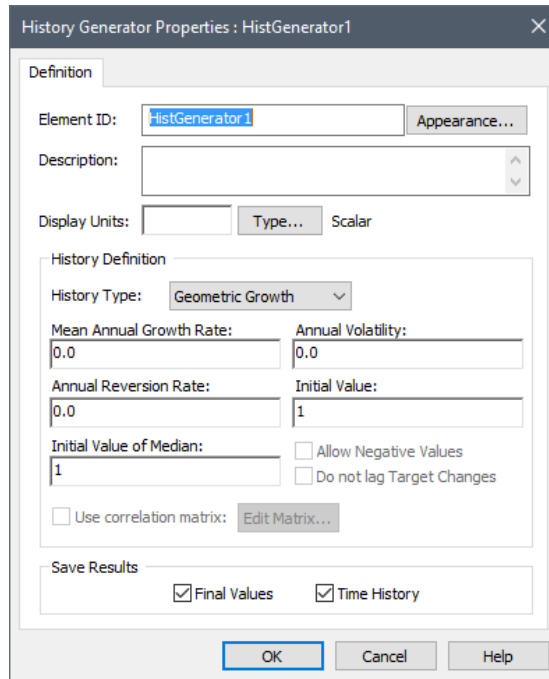 History Generator Properties : HistGenerator1
Definition
Element ID: HistGenerator1 Appearance...
Description:
Display Units: Type... Scalar
History Definition
History Type: Geometric Growth
Mean Annual Growth Rate: Annual Volatility:
0.0 0.0
Annual Reversion Rate: Initial Value:
0.0 1
Initial Value of Median: Allow Negative Values
1 Do not lag Target Changes
Use correlation matrix: Edit Matrix...
Save Results
Final Values Time History
OK Cancel Help